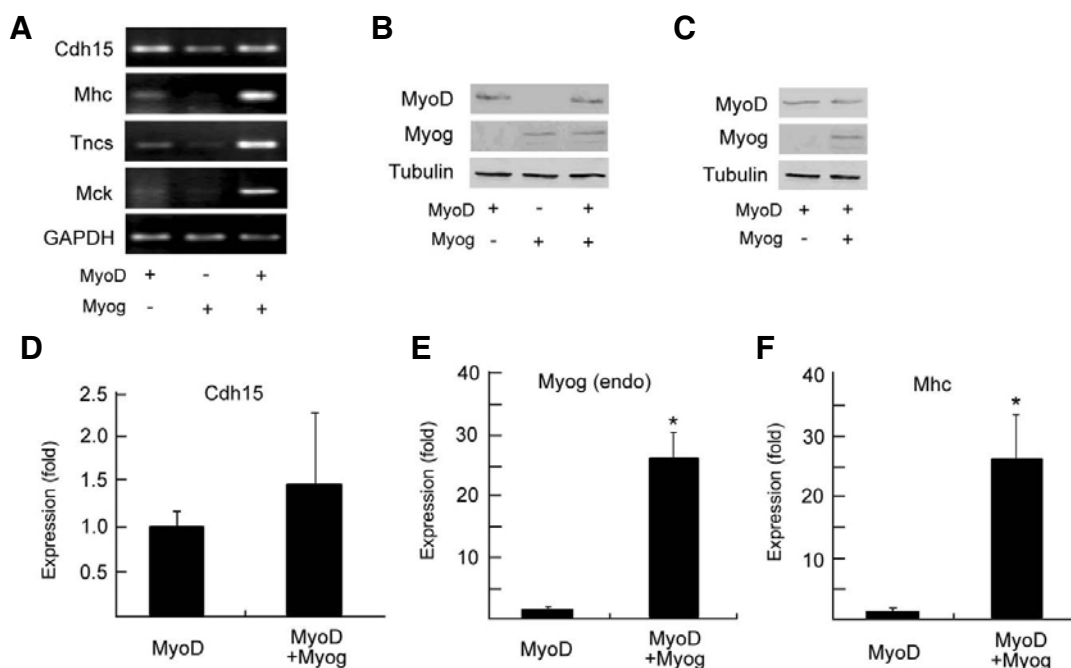 A
Cdh15
Mhc
Tncs
Mck
GAPDH
MyoD + - +
Myog - + +
B
MyoD
Myog
Tubulin
MyoD + - +
Myog - + +
C
MyoD
Myog
Tubulin
MyoD + +
Myog - +
D
Cdh15
Expression (fold)
2.5
2.0
1.5
1.0
0.5
MyoD
MyoD
+Myog
E
Myog (endo)
Expression (fold)
40
30
20
10
*
MyoD
MyoD
+Myog
F
Mhc
Expression (fold)
40
30
20
10
*
MyoD
MyoD
+Myog